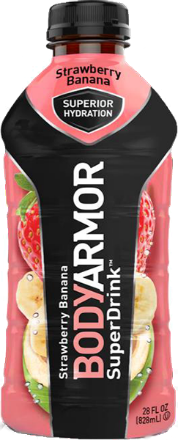 Strawberry
Banana
SUPERIOR
HYDRATION
Strawberry Banana
BODYARMOR
SuperDrink™
28 FL OZ
(828mL)